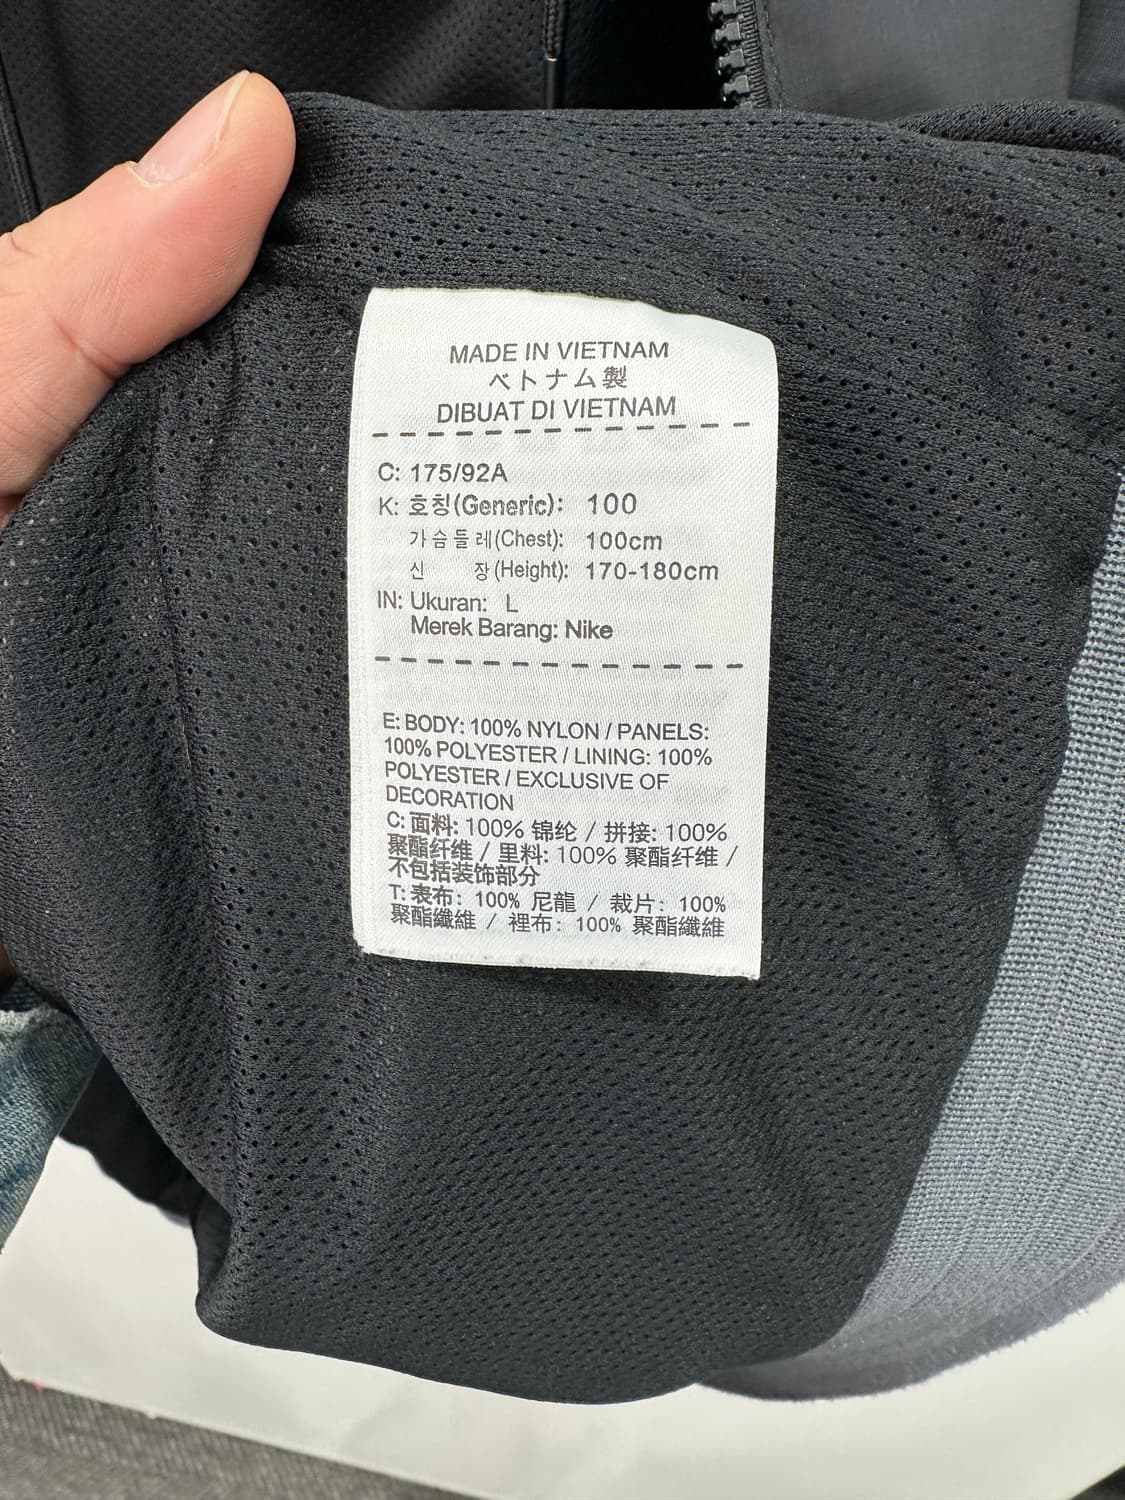 MADE IN VIETNAM
ベトナム製
DIBUAT DI VIETNAM
C: 175/92A
K: 호칭(Generic): 100
가슴둘레(Chest): 100cm
신 장(Height): 170-180cm
IN: Ukuran: L
Merek Barang: Nike
E: BODY: 100% NYLON / PANELS:
100% POLYESTER / LINING: 100%
POLYESTER / EXCLUSIVE OF
DECORATION
C: 面料: 100% 锦纶 / 拼接: 100%
聚酯纤维 / 里料: 100% 聚酯纤维 /
不包括装饰部分
T: 表布: 100% 尼龍 / 裁片: 100%
聚酯纖維 / 裡布: 100% 聚酯纖維